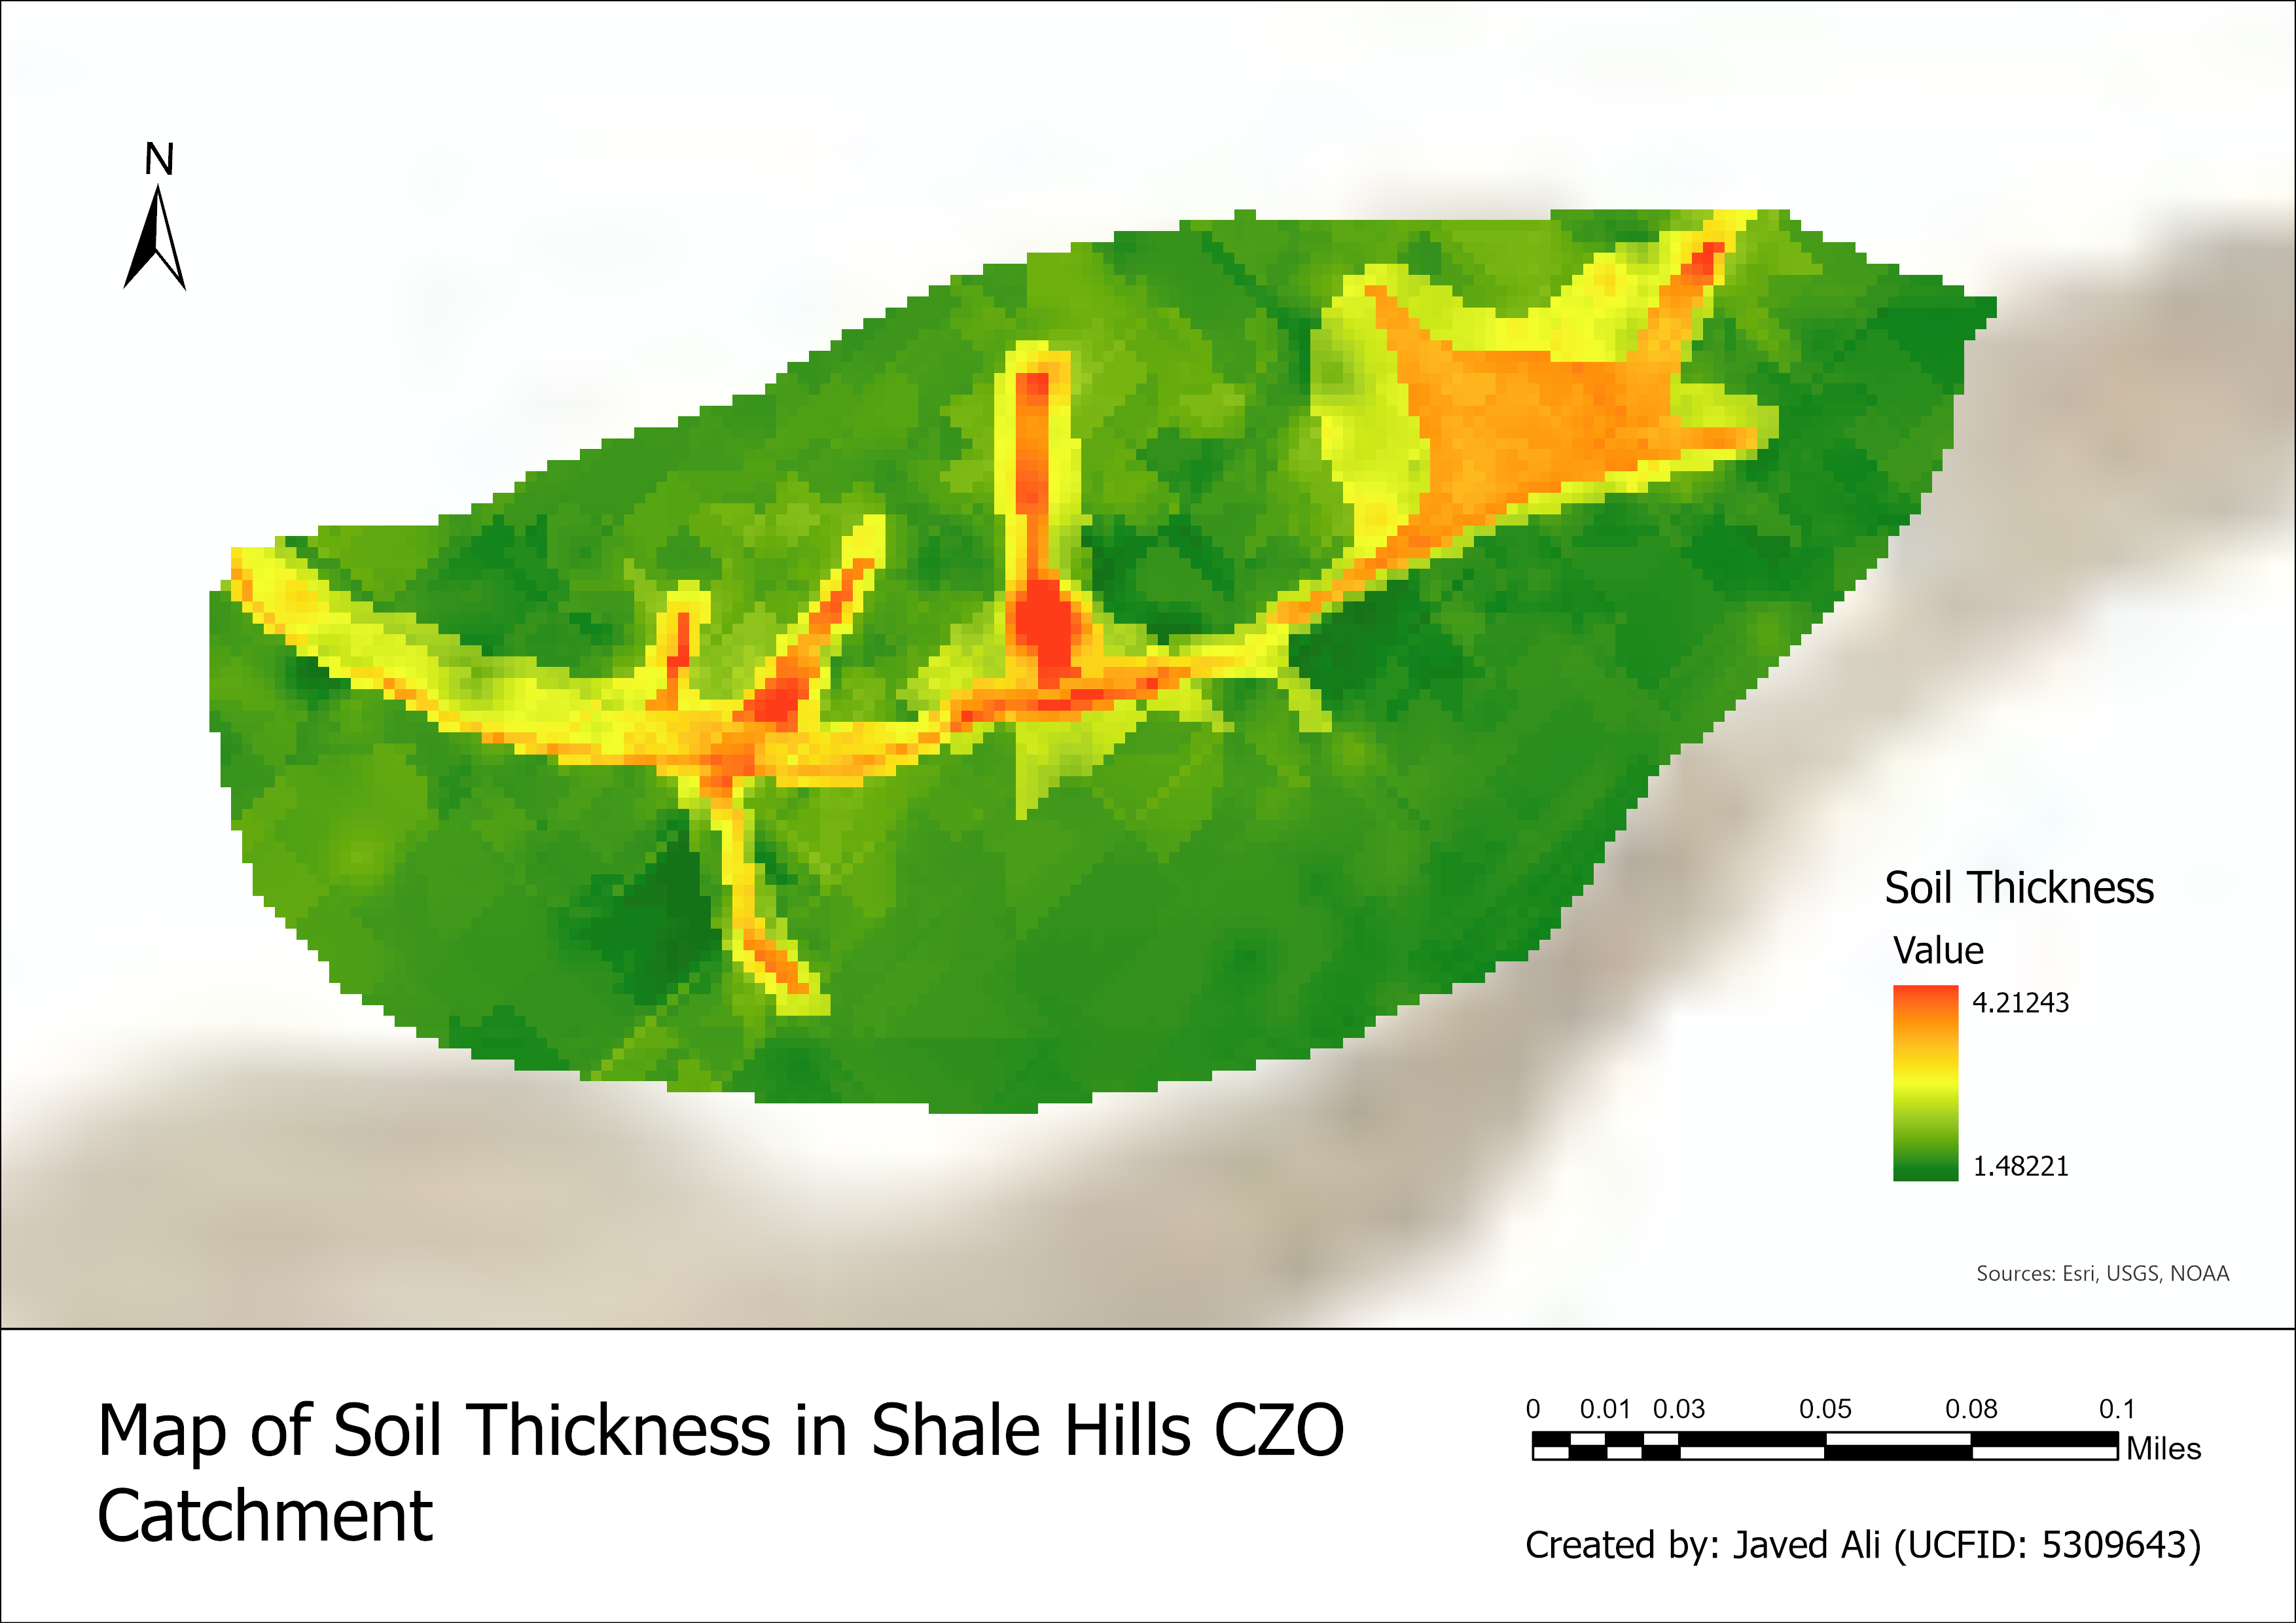 N
Soil Thickness
Value
4.21243
1.48221
Sources: Esri, USGS, NOAA
Map of Soil Thickness in Shale Hills CZO
Catchment
0 0.01 0.03 0.05 0.08 0.1
Miles
Created by: Javed Ali (UCFID: 5309643)